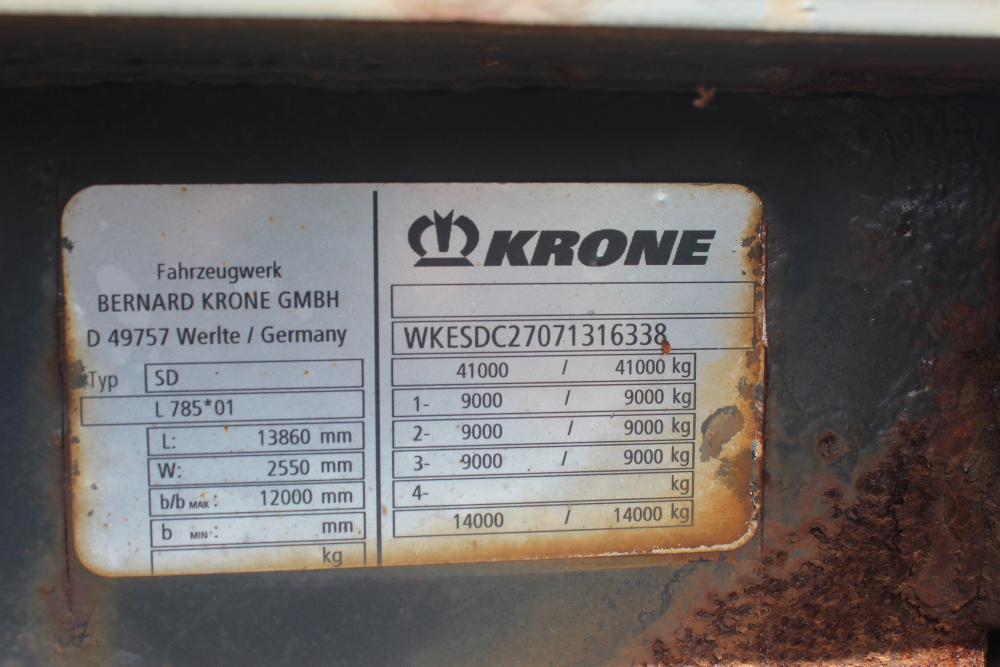 Fahrzeugwerk
BERNARD KRONE GMBH
D 49757 Werlte / Germany
Typ SD
L 785*01
L: 13860 mm
W: 2550 mm
b/b MAX : 12000 mm
b MIN : mm
kg
KRONE
WKESDC27071316338
41000 / 41000 kg
1- 9000 / 9000 kg
2- 9000 / 9000 kg
3- 9000 / 9000 kg
4- kg
14000 / 14000 kg